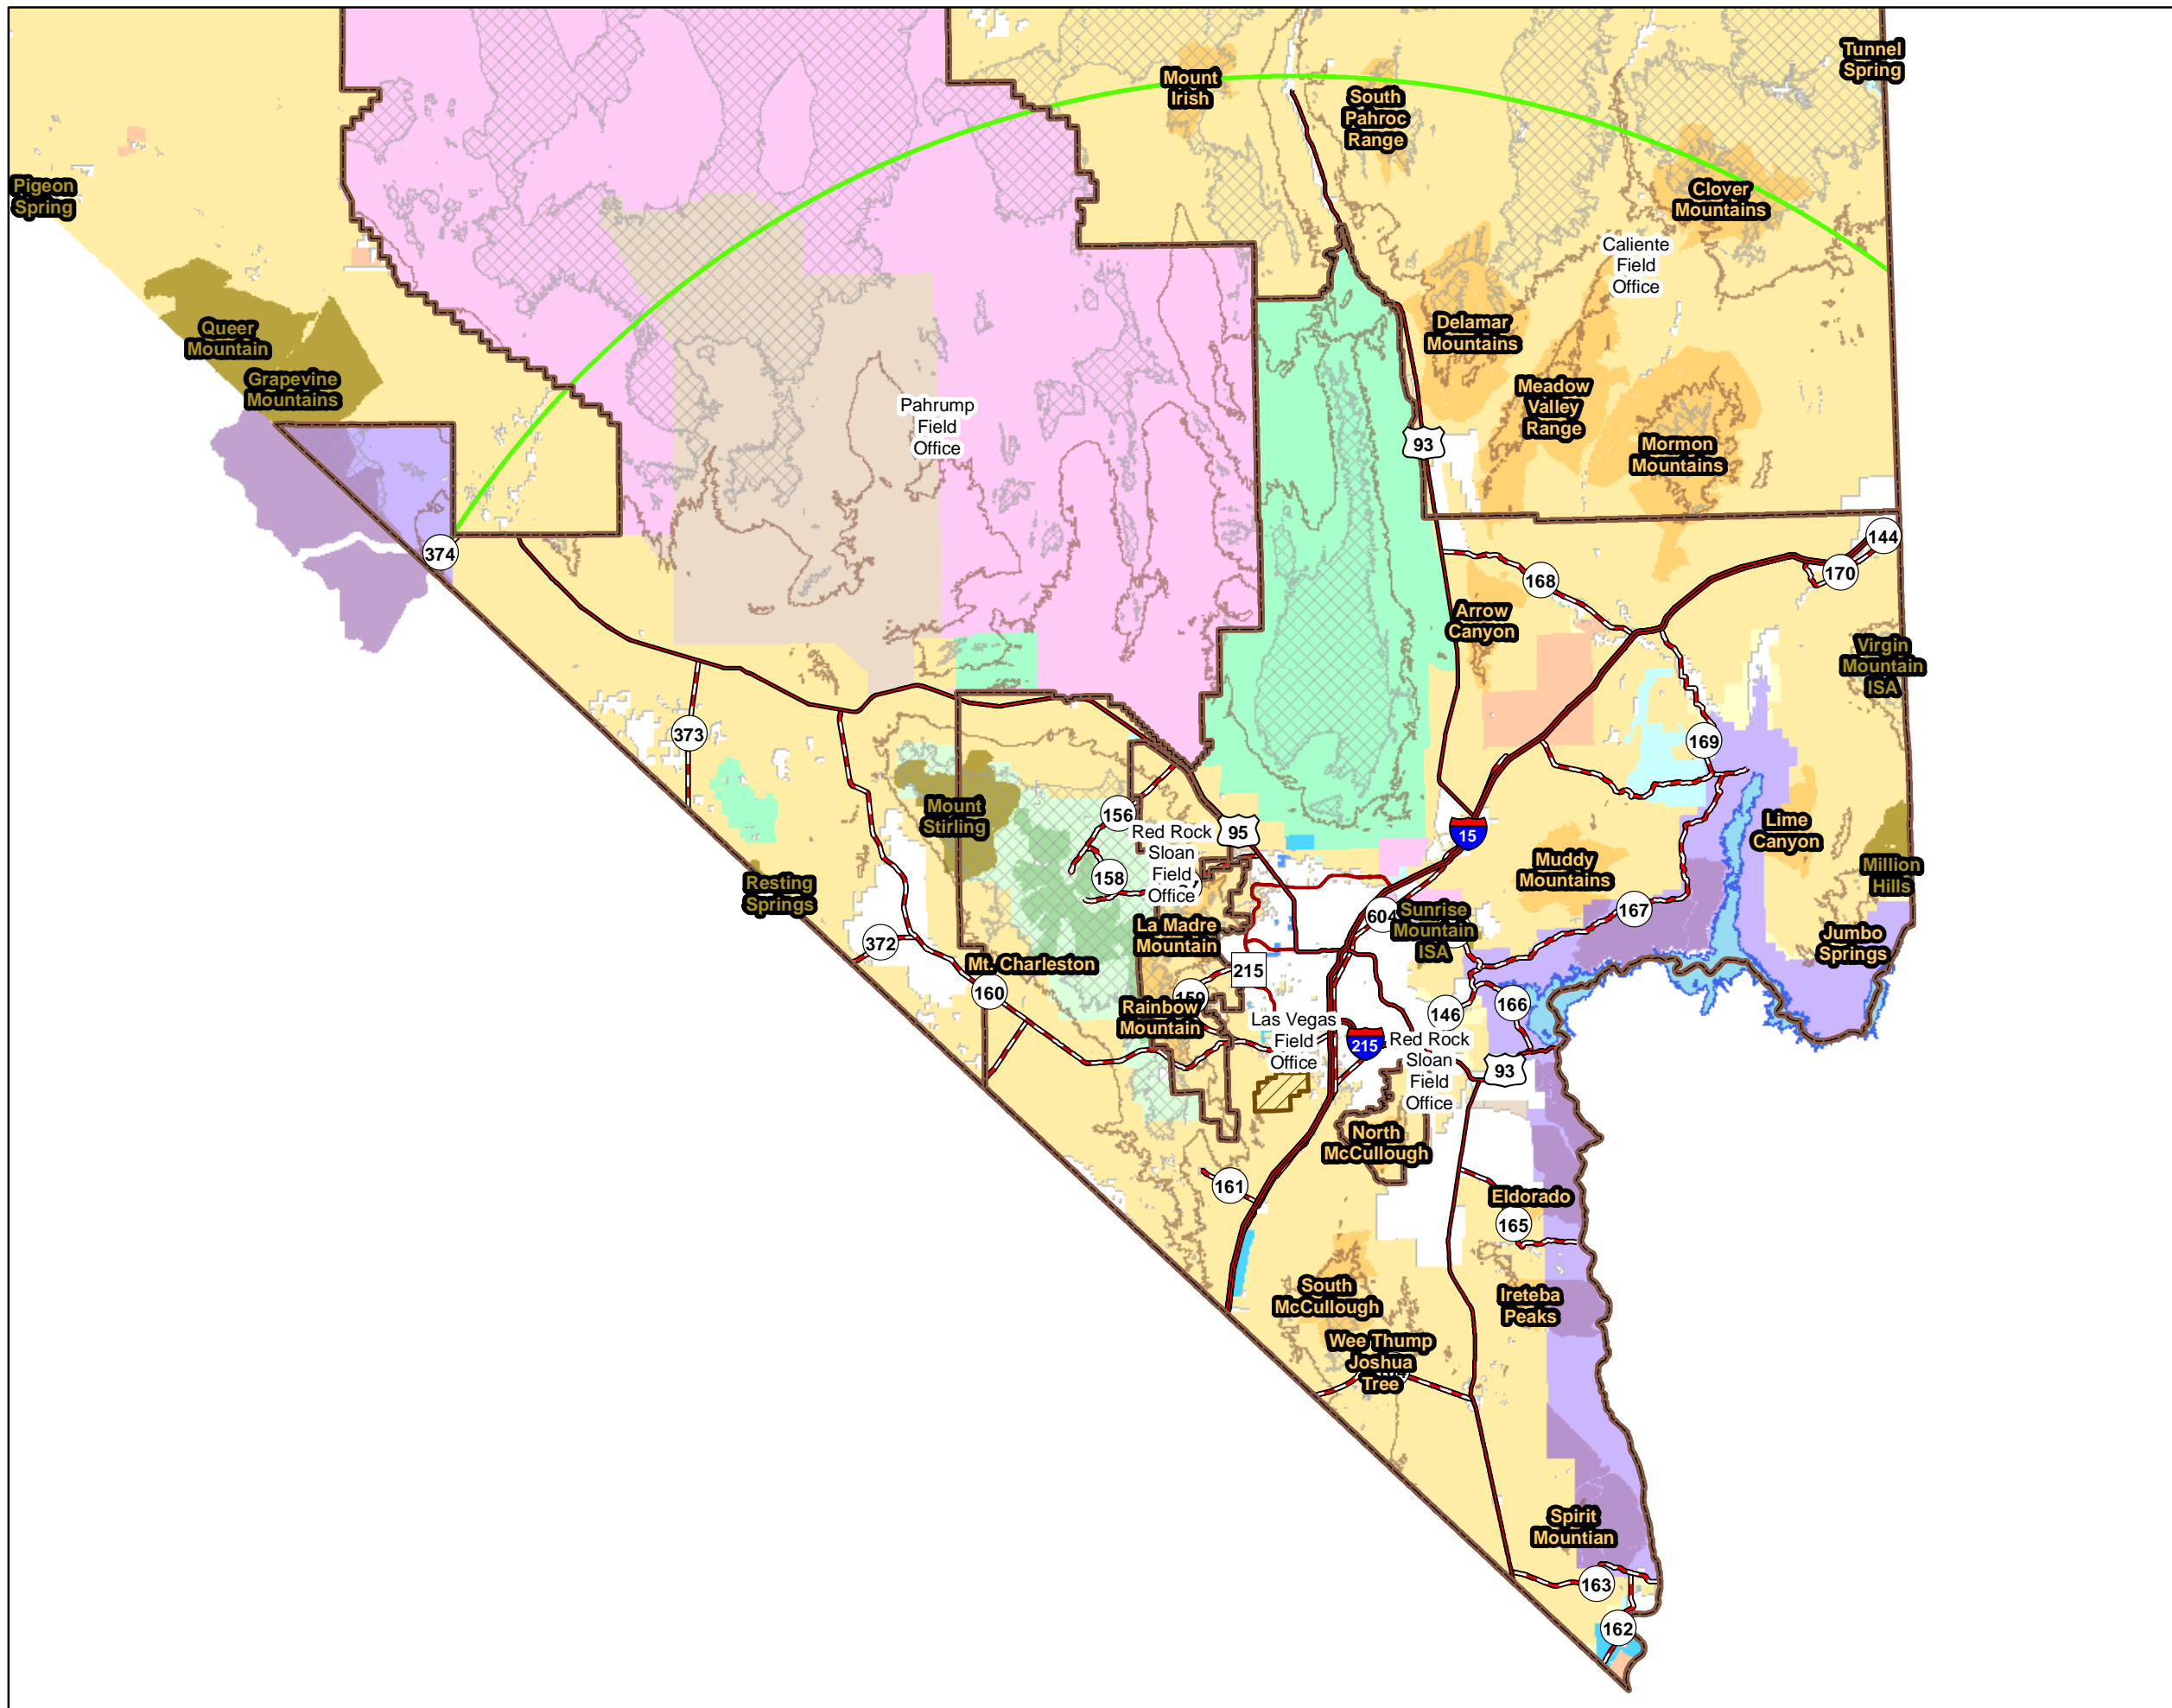 Tunnel
Spring
Mount
Irish
South
Pahroc
Range
Pigeon
Spring
Clover
Mountains
Caliente
Field
Office
Queer
Mountain
Delamar
Mountains
Grapevine
Mountains
Meadow
Valley
Range
Pahrump
Field
Office
93
Mormon
Mountains
374
144
170
168
Arrow
Canyon
Virgin
Mountain
ISA
373
169
Mount
Stirling
156
Red Rock
Sloan
Field
Office
95
15
Lime
Canyon
158
Muddy
Mountains
Million
Hills
Resting
Springs
604
Sunrise
Mountain
ISA
167
La Madre
Mountain
372
Jumbo
Springs
Mt. Charleston
215
160
159
Rainbow
Mountain
166
146
Las Vegas
Field
Office
215
Red Rock
Sloan
Field
Office
93
North
McCullough
161
Eldorado
165
South
McCullough
Ireteba
Peaks
Wee Thump
Joshua
Tree
Spirit
Mountian
163
162